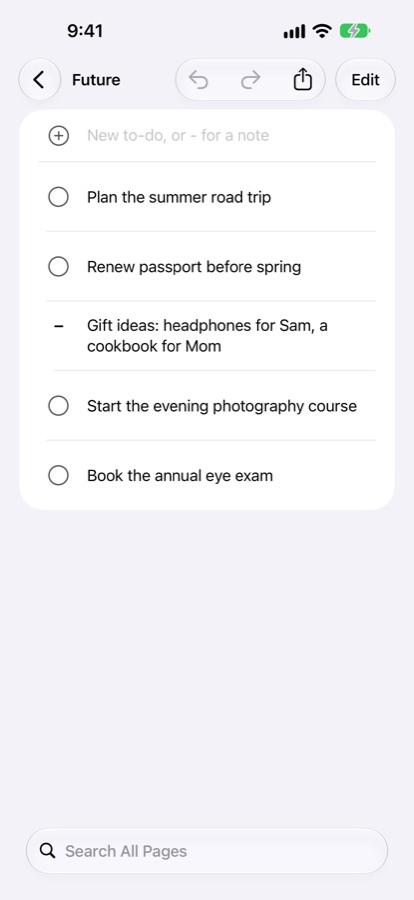 9:41
Future
Edit
New to-do, or - for a note
Plan the summer road trip
Renew passport before spring
– Gift ideas: headphones for Sam, a
cookbook for Mom
Start the evening photography course
Book the annual eye exam
Search All Pages